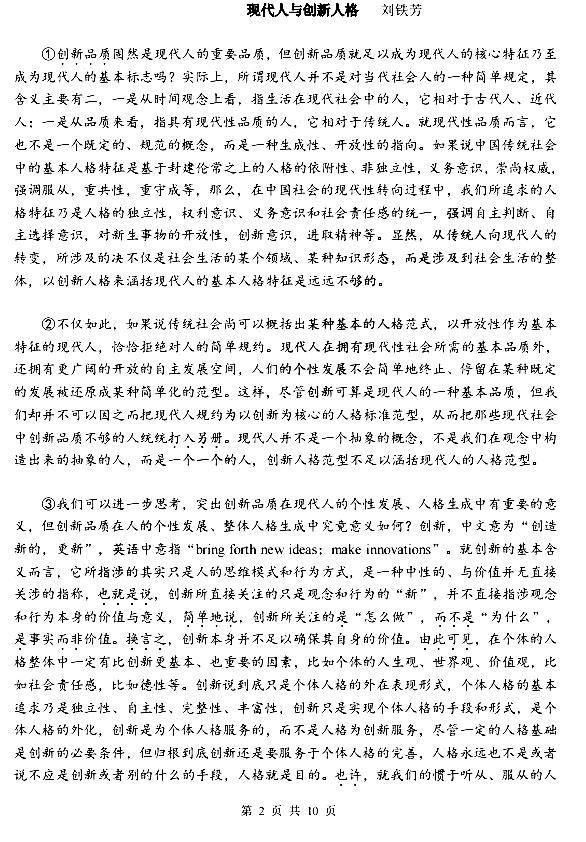 现代人与创新人格 刘铁芳
①创新品质固然是现代人的重要品质，但创新品质就足以成为现代人的核心特征乃至
成为现代人的基本标志吗？实际上，所谓现代人并不是对当代社会人的一种简单规定，其
含义主要有二，一是从时间观念上看，指生活在现代社会中的人，它相对于古代人、近代
人；一是从品质来看，指具有现代性品质的人，它相对于传统人。就现代性品质而言，它
也不是一个既定的、规范的概念，而是一种生成性、开放性的指向。如果说中国传统社会
中的基本人格特征是基于封建伦常之上的人格的依附性、非独立性，义务意识，崇尚权威，
强调服从，重共性，重守成等，那么，在中国社会的现代性转向过程中，我们所追求的人
格特征乃是人格的独立性，权利意识、义务意识和社会责任感的统一，强调自主判断、自
主选择意识，对新生事物的开放性，创新意识，进取精神等。显然，从传统人向现代人的
转变，所涉及的决不仅是社会生活的某个领域、某种知识形态，而是涉及到社会生活的整
体，以创新人格来涵括现代人的基本人格特征是远远不够的。
②不仅如此，如果说传统社会尚可以概括出某种基本的人格范式，以开放性作为基本
特征的现代人，恰恰拒绝对人的简单规约。现代人在拥有现代性社会所需的基本品质外，
还拥有更广阔的开放的自主发展空间，人们的个性发展不会简单地终止、停留在某种既定
的发展被还原成某种简单化的范型。这样，尽管创新可算是现代人的一种基本品质，但我
们却并不可以因之而把现代人规约为以创新为核心的人格标准范型，从而把那些现代社会
中创新品质不够的人统统打入另册。现代人并不是一个抽象的概念，不是我们在观念中构
造出来的抽象的人，而是一个一个的人，创新人格范型不足以涵括现代人的人格范型。
③我们可以进一步思考，突出创新品质在现代人的个性发展、人格生成中有重要的意
义，但创新品质在人的个性发展、整体人格生成中究竟意义如何？创新，中文意为“创造
新的，更新”，英语中意指“bring forth new ideas；make innovations”。就创新的基本含
义而言，它所指涉的其实只是人的思维模式和行为方式，是一种中性的、与价值并无直接
关涉的指称，也就是说，创新所直接关注的只是观念和行为的“新”，并不直接指涉观念
和行为本身的价值与意义，简单地说，创新所关注的是“怎么做”，而不是“为什么”，
是事实而非价值。换言之，创新本身并不足以确保其自身的价值。由此可见，在个体的人
格整体中一定有比创新更基本、也重要的因素，比如个体的人生观、世界观、价值观，比
如社会责任感，比如德性等。创新说到底只是个体人格的外在表现形式，个体人格的基本
追求乃是独立性、自主性、完整性、丰富性，创新只是实现个体人格的手段和形式，是个
体人格的外化，创新是为个体人格服务的，而不是人格为创新服务，尽管一定的人格基础
是创新的必要条件，但归根到底创新还是要服务于个体人格的完善，人格永远也不是或者
说不应是创新或者别的什么的手段，人格就是目的。也许，就我们的惯于听从、服从的人
第 2 页 共 10 页